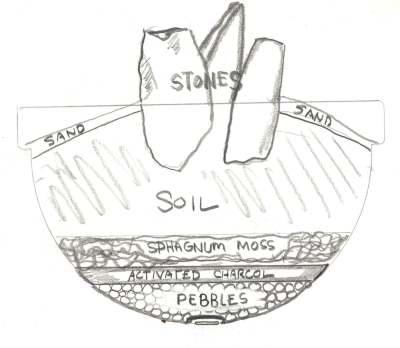 STONES
SAND
SAND
SOIL
SPHAGNUM MOSS
ACTIVATED CHARCOL
PEBBLES